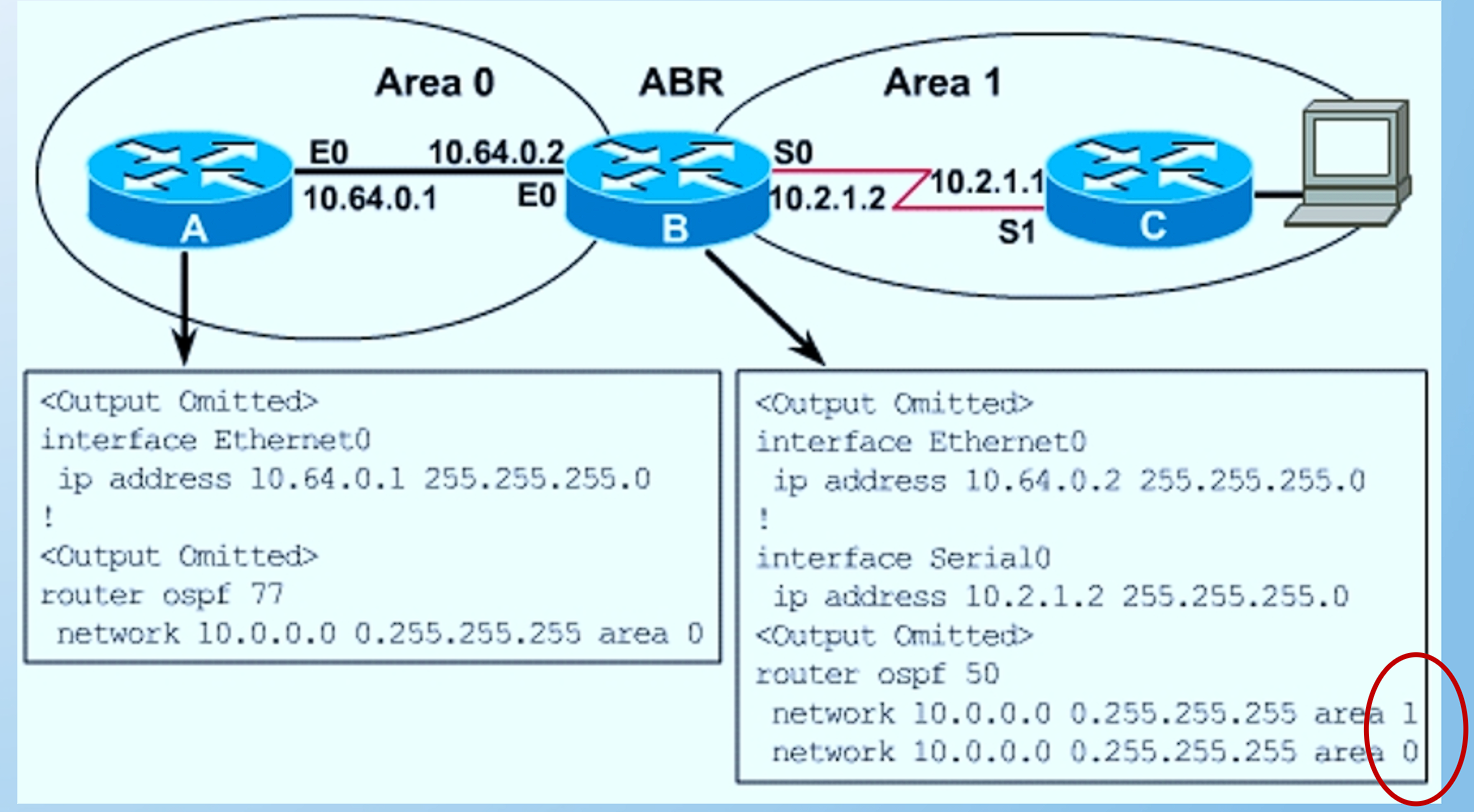 Area 0
ABR
Area 1
E0
10.64.0.2
S0
10.64.0.1
E0
10.2.1.2
10.2.1.1
S1
A
B
C
<Output Omitted>
interface Ethernet0
ip address 10.64.0.1 255.255.255.0
!
<Output Omitted>
router ospf 77
network 10.0.0.0 0.255.255.255 area 0
<Output Omitted>
interface Ethernet0
ip address 10.64.0.2 255.255.255.0
!
interface Serial0
ip address 10.2.1.2 255.255.255.0
<Output Omitted>
router ospf 50
network 10.0.0.0 0.255.255.255 area 1
network 10.0.0.0 0.255.255.255 area 0